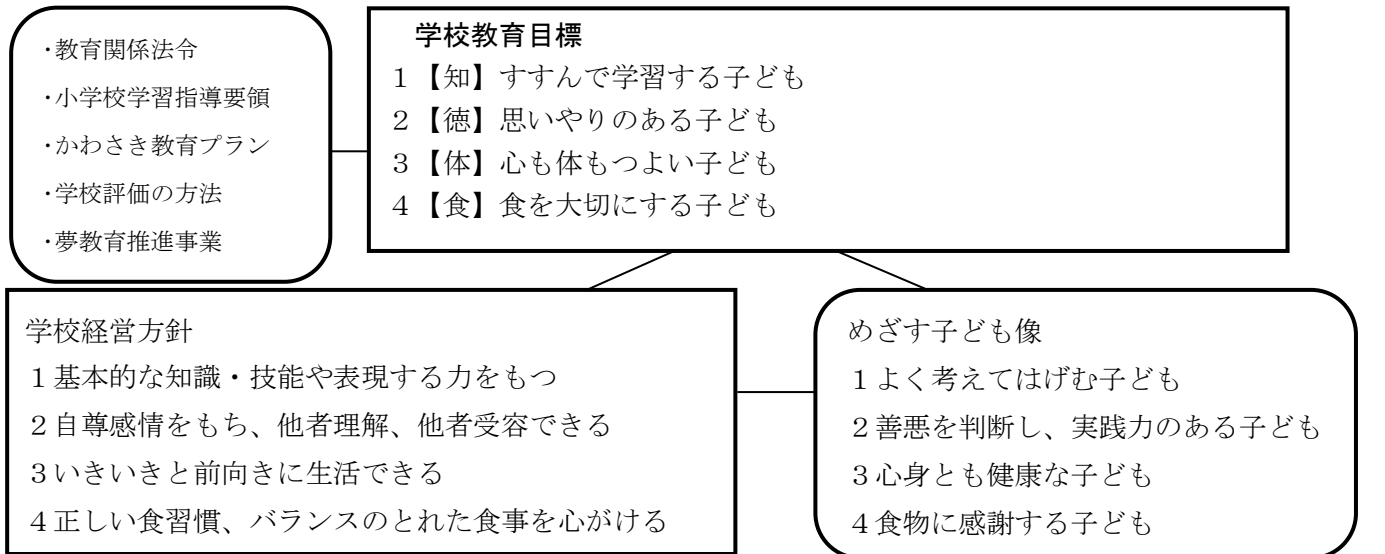 ・教育関係法令
・小学校学習指導要領
・かわさき教育プラン
・学校評価の方法
・夢教育推進事業
学校教育目標
１【知】すすんで学習する子ども
２【徳】思いやりのある子ども
３【体】心も体もつよい子ども
４【食】食を大切にする子ども
学校経営方針
１基本的な知識・技能や表現する力をもつ
２自尊感情をもち、他者理解、他者受容できる
３いきいきと前向きに生活できる
４正しい食習慣、バランスのとれた食事を心がける
めざす子ども像
１よく考えてはげむ子ども
２善悪を判断し、実践力のある子ども
３心身とも健康な子ども
４食物に感謝する子ども